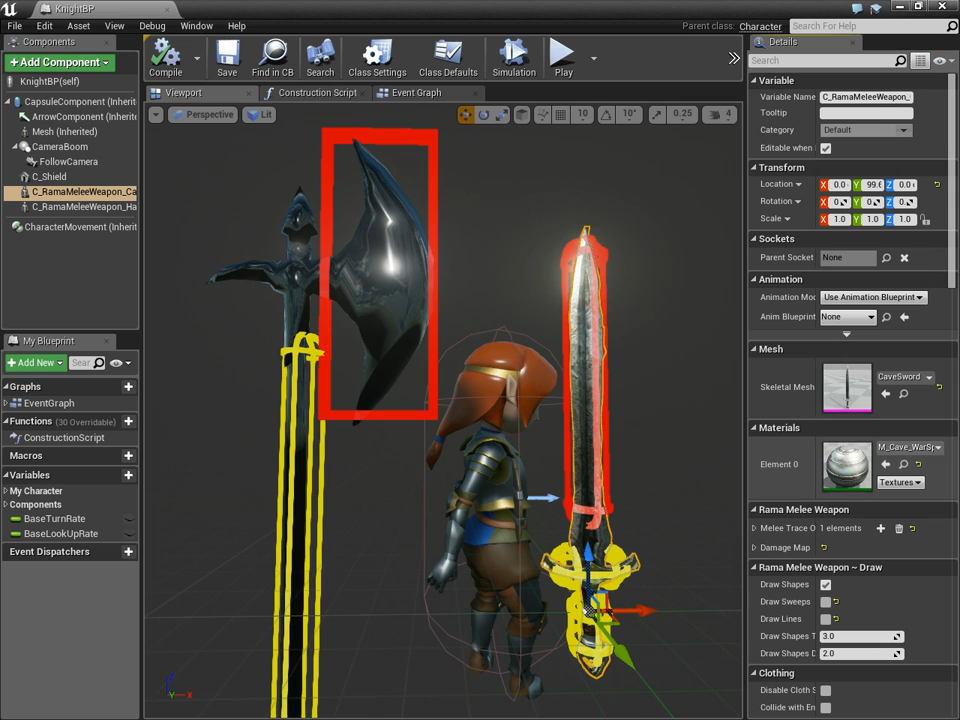 KnightBP
File Edit Asset View Debug Window Help
Parent class: Character Search For Help
Components
+ Add Component
KnightBP(self)
CapsuleComponent (Inherit
ArrowComponent (Inherite
Mesh (Inherited)
CameraBoom
FollowCamera
C_Shield
C_RamaMeleeWeapon_Ca
C_RamaMeleeWeapon_Ha
CharacterMovement (Inherit
Compile Save Find in CB Search Class Settings Class Defaults Simulation Play
Viewport Construction Script Event Graph
Perspective Lit 10 10° 0.25 4
My Blueprint
+ Add New Sear
Graphs
EventGraph
Functions (30 Overridable)
ConstructionScript
Macros
Variables
My Character
Components
BaseTurnRate
BaseLookUpRate
Event Dispatchers
Z
Y X
Details
Search
Variable
Variable Name C_RamaMeleeWeapon_
Tooltip
Category Default
Editable when
Transform
Location X 0.0 Y 99.6 Z 0.0
Rotation X 0 Y 0 Z 0
Scale X 1.0 Y 1.0 Z 1.0
Sockets
Parent Socket None
Animation
Animation Mod Use Animation Blueprint
Anim Blueprint None
Mesh
Skeletal Mesh CaveSword
Materials
Element 0 M_Cave_WarSp
Textures
Rama Melee Weapon
Melee Trace O 1 elements
Damage Map
Rama Melee Weapon ~ Draw
Draw Shapes
Draw Sweeps
Draw Lines
Draw Shapes T 3.0
Draw Shapes D 2.0
Clothing
Disable Cloth S
Collide with En